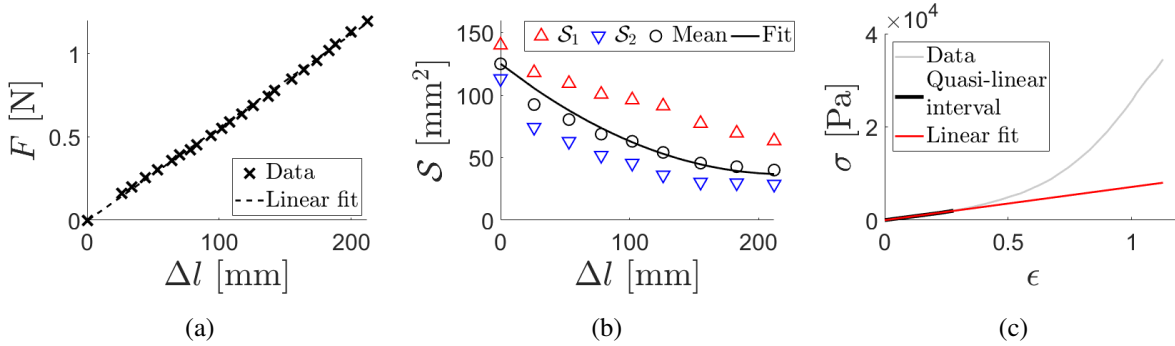 1
0.5
0
F [N]
Data
Linear fit
0 100 200
Δl [mm]
(a)
150
100
50
0
𝒮 [mm²]
𝒮₁ 𝒮₂ Mean Fit
0 100 200
Δl [mm]
(b)
×10⁴
4
2
0
σ [Pa]
Data
Quasi-linear
interval
Linear fit
0 0.5 1
ϵ
(c)